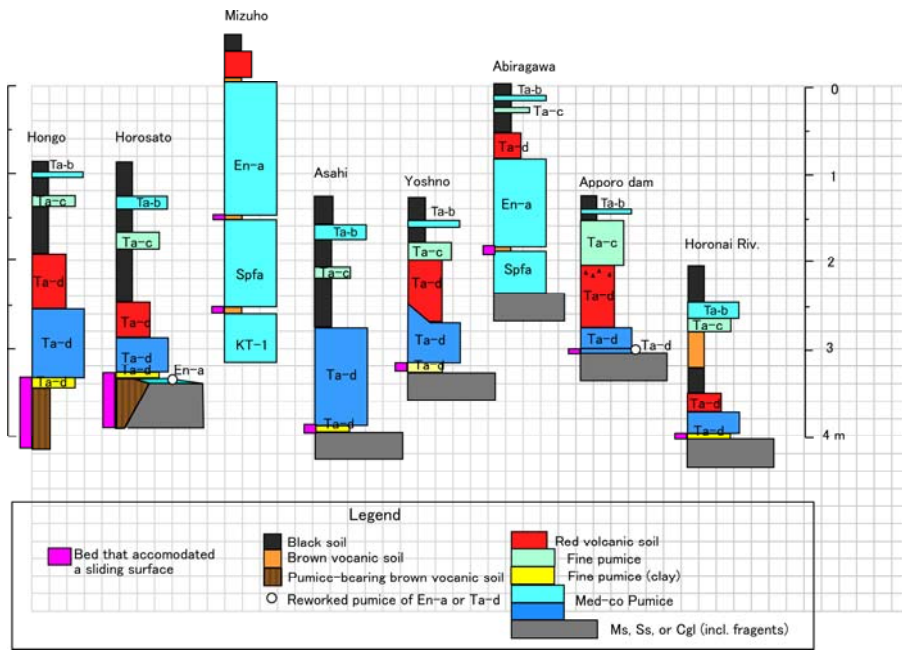 Mizuho
Abiragawa
Hongo
Horosato
Asahi
Yoshno
Apporo dam
Horonai Riv.
Ta-b
Ta-c
Ta-d
Ta-d
Ta-d
Ta-b
Ta-c
Ta-d
Ta-d
Ta-d
En-a
En-a
Spfa
KT-1
Ta-b
Ta-c
Ta-d
Ta-d
Ta-b
Ta-c
Ta-d
Ta-d
Ta-d
Ta-b
Ta-c
Ta-d
En-a
Spfa
Ta-b
Ta-c
Ta-d
Ta-d
Ta-b
Ta-c
Ta-d
Ta-d
0
1
2
3
4 m
Legend
Bed that accomodated
a sliding surface
Black soil
Brown vocanic soil
Pumice-bearing brown vocanic soil
Reworked pumice of En-a or Ta-d
Red volcanic soil
Fine pumice
Fine pumice (clay)
Med-co Pumice
Ms, Ss, or Cgl (incl. fragents)